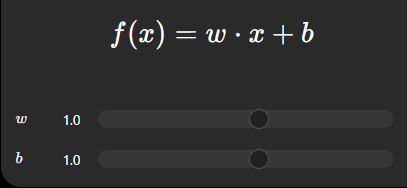 f(x) = w · x + b
w 1.0
b 1.0